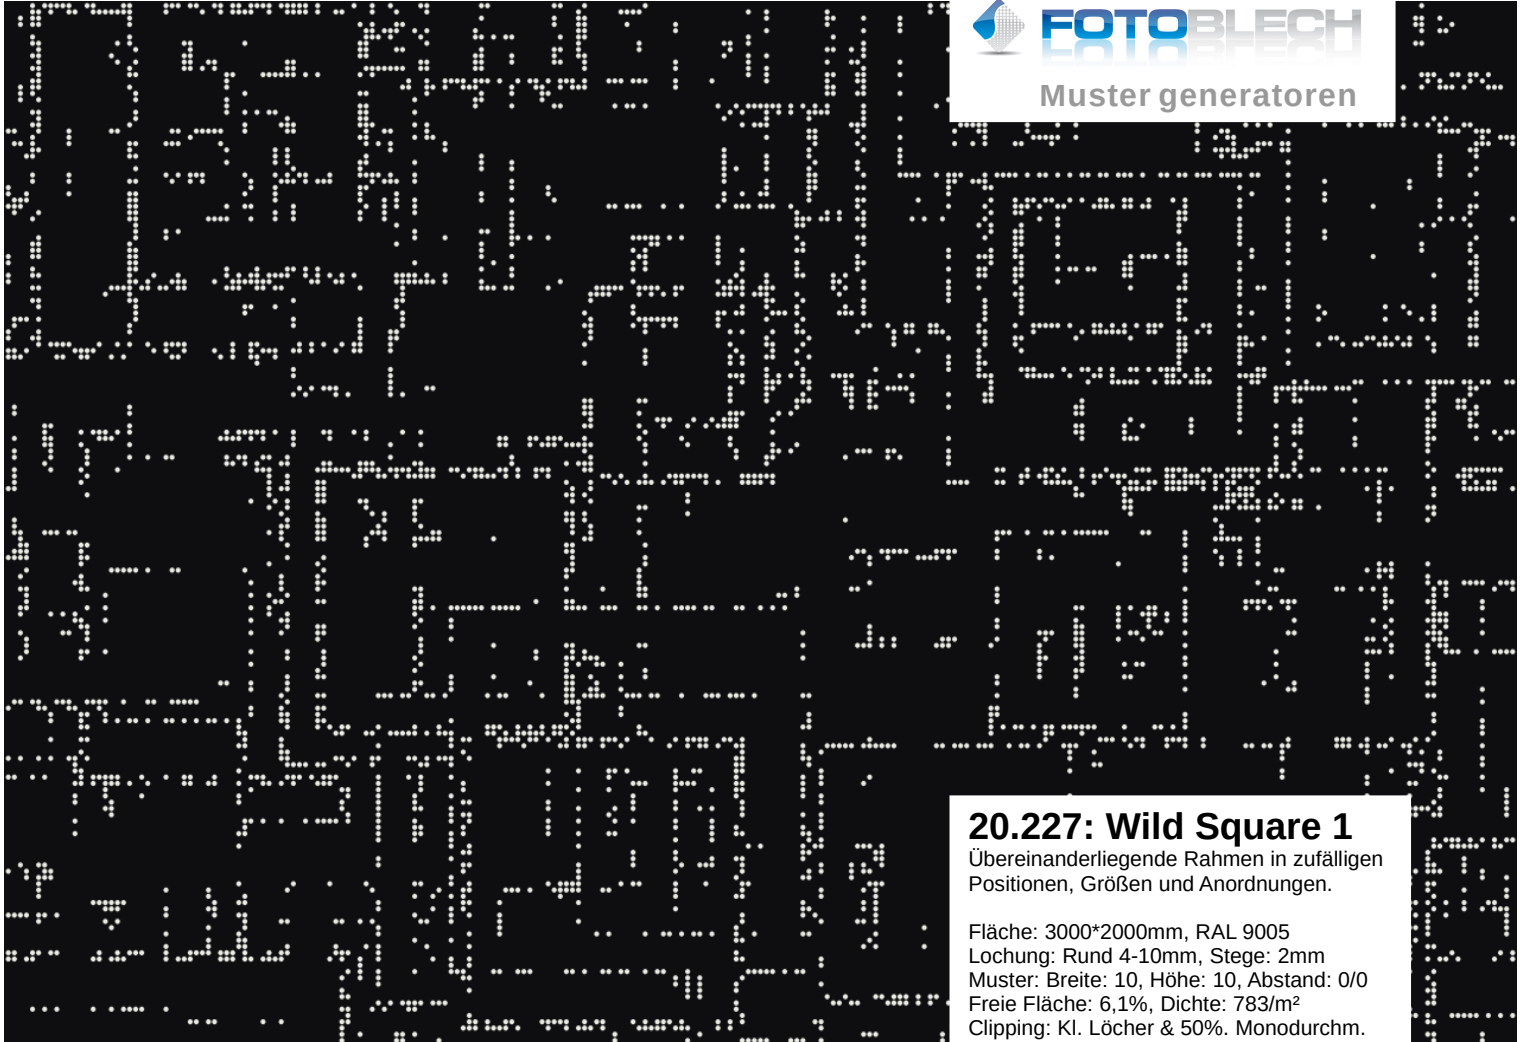 FOTOBLECH
Muster generatoren
20.227: Wild Square 1
Übereinanderliegende Rahmen in zufälligen
Positionen, Größen und Anordnungen.
Fläche: 3000*2000mm, RAL 9005
Lochung: Rund 4-10mm, Stege: 2mm
Muster: Breite: 10, Höhe: 10, Abstand: 0/0
Freie Fläche: 6,1%, Dichte: 783/m²
Clipping: Kl. Löcher & 50%. Monodurchm.